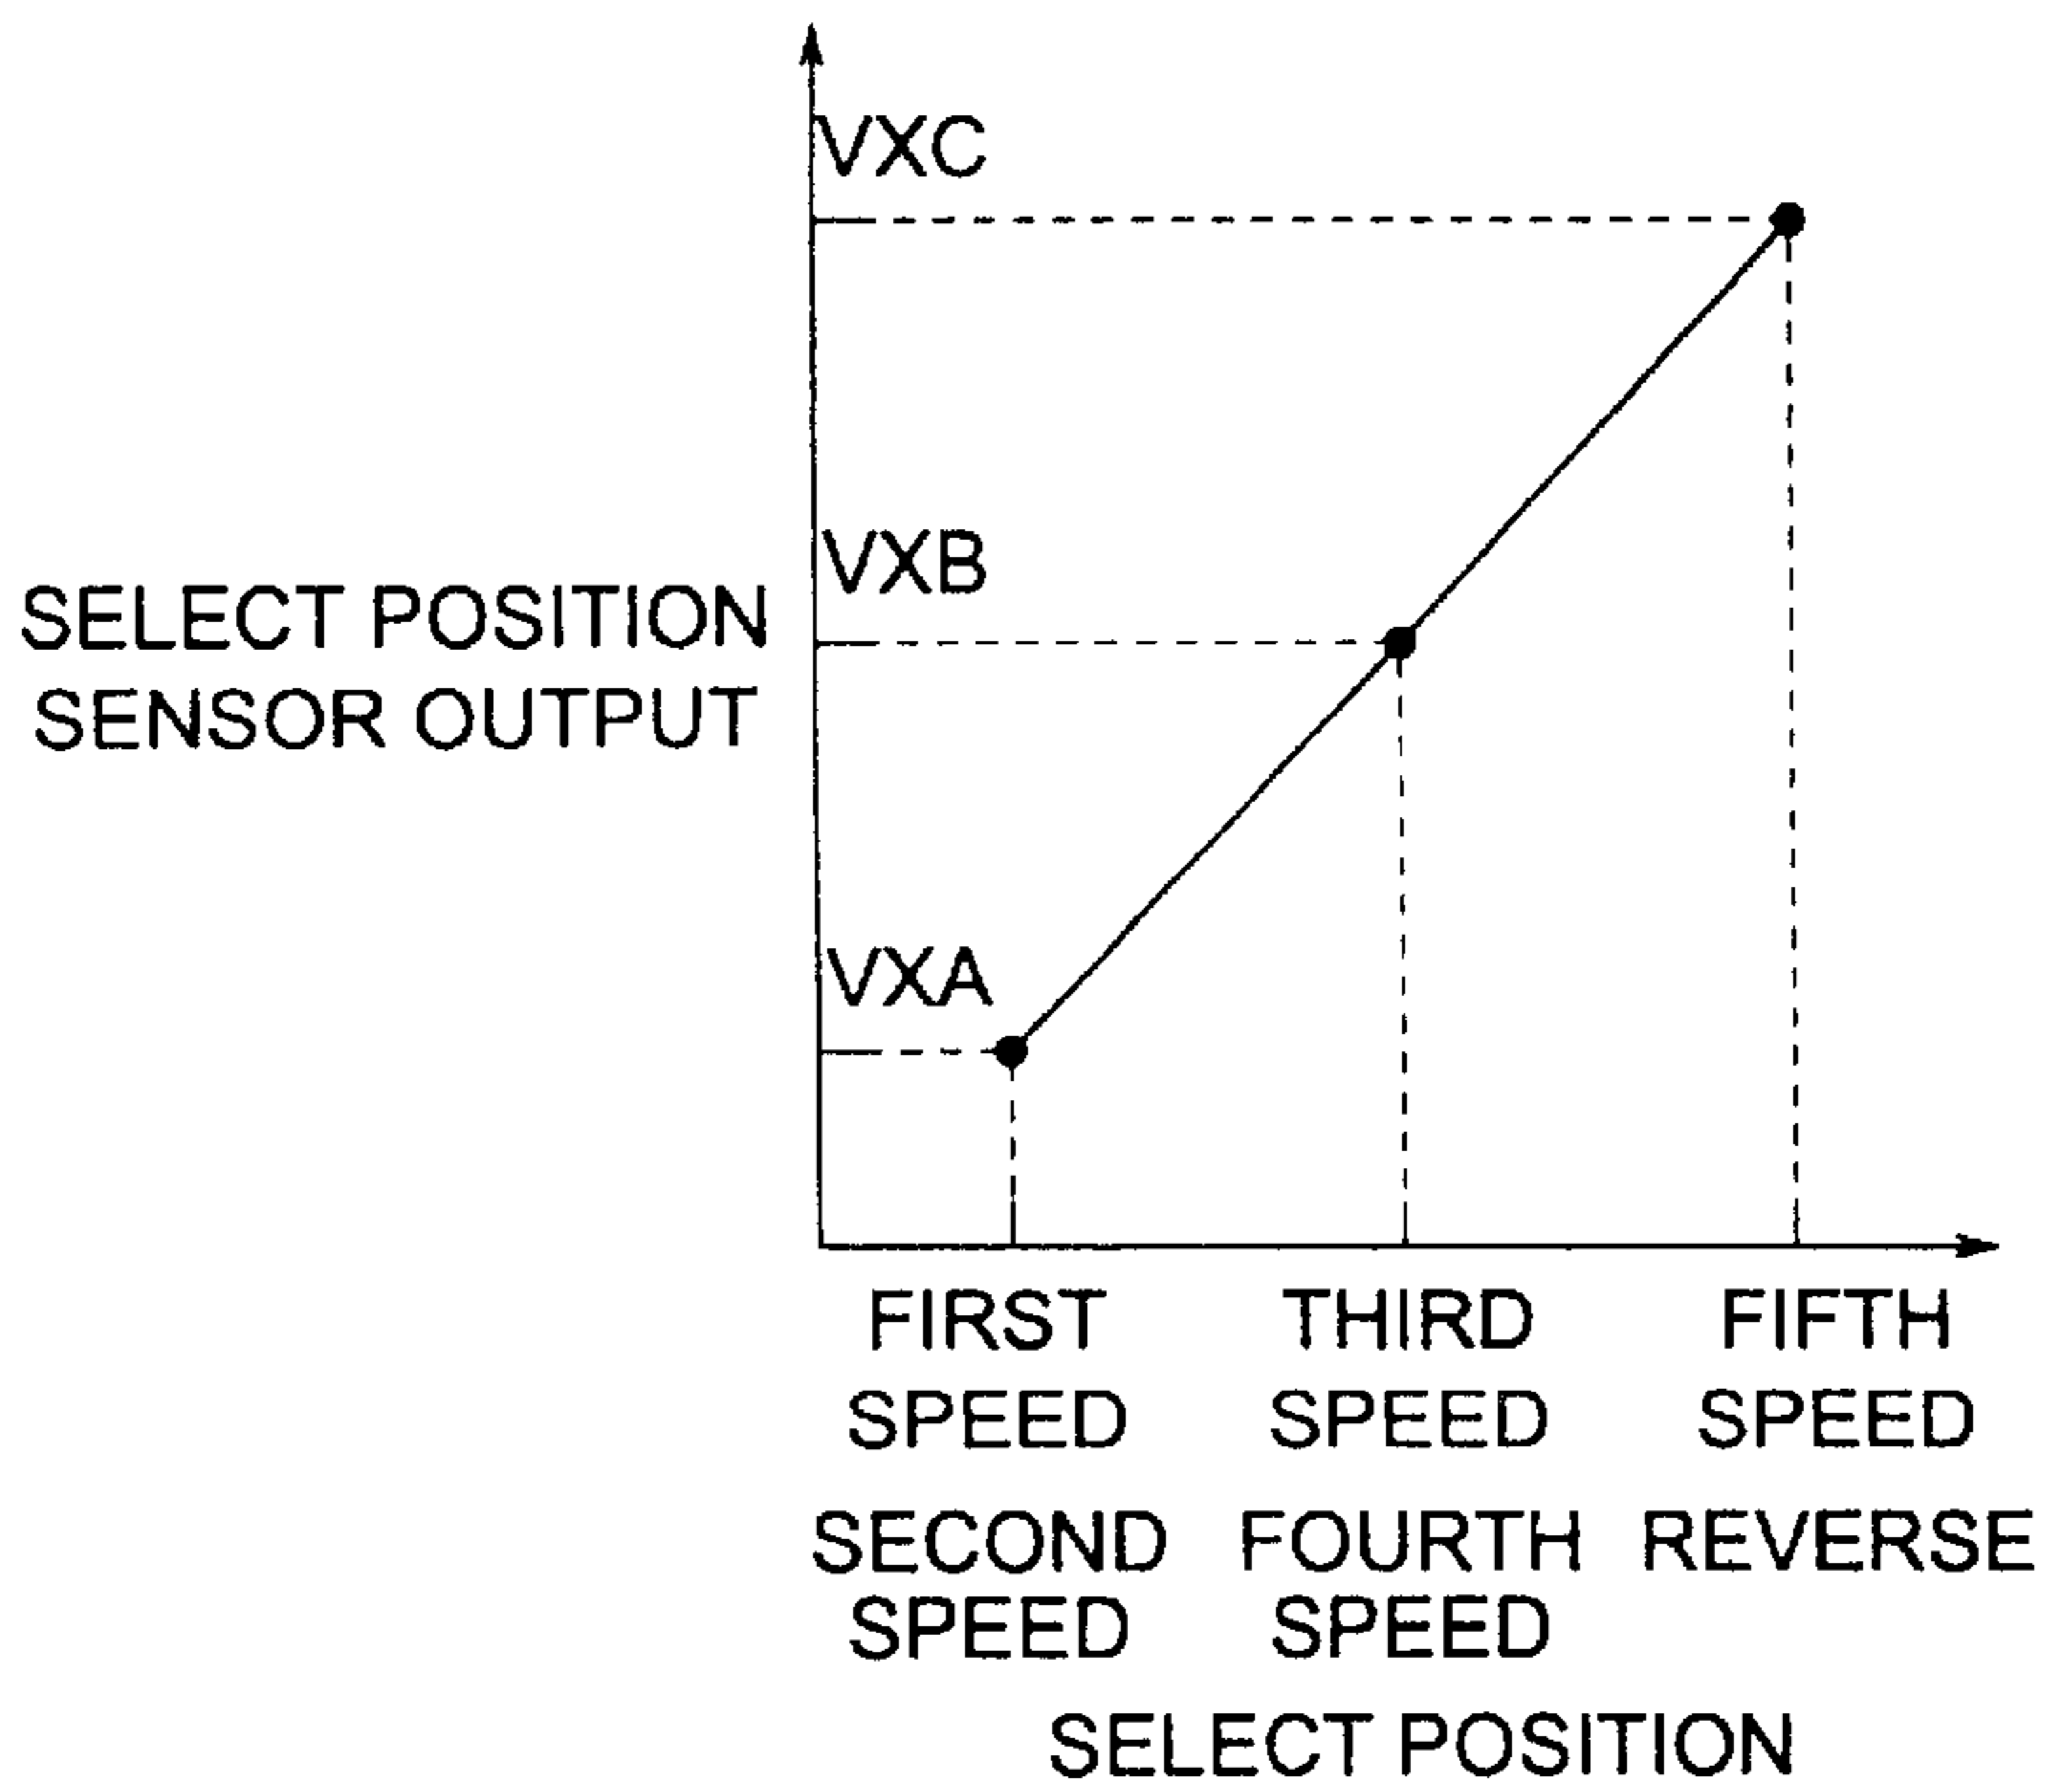 VXC
VXB
SELECT POSITION
SENSOR OUTPUT
VXA
FIRST
SPEED
THIRD
SPEED
FIFTH
SPEED
SECOND
SPEED
FOURTH
SPEED
REVERSE
SELECT POSITION